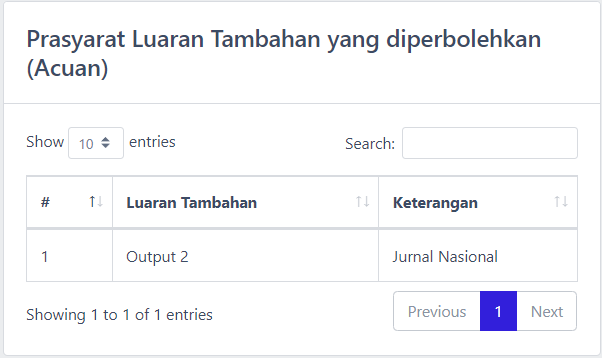 Prasyarat Luaran Tambahan yang diperbolehkan
(Acuan)
Show 10 entries
Search:
# Luaran Tambahan Keterangan
1 Output 2 Jurnal Nasional
Showing 1 to 1 of 1 entries
Previous 1 Next